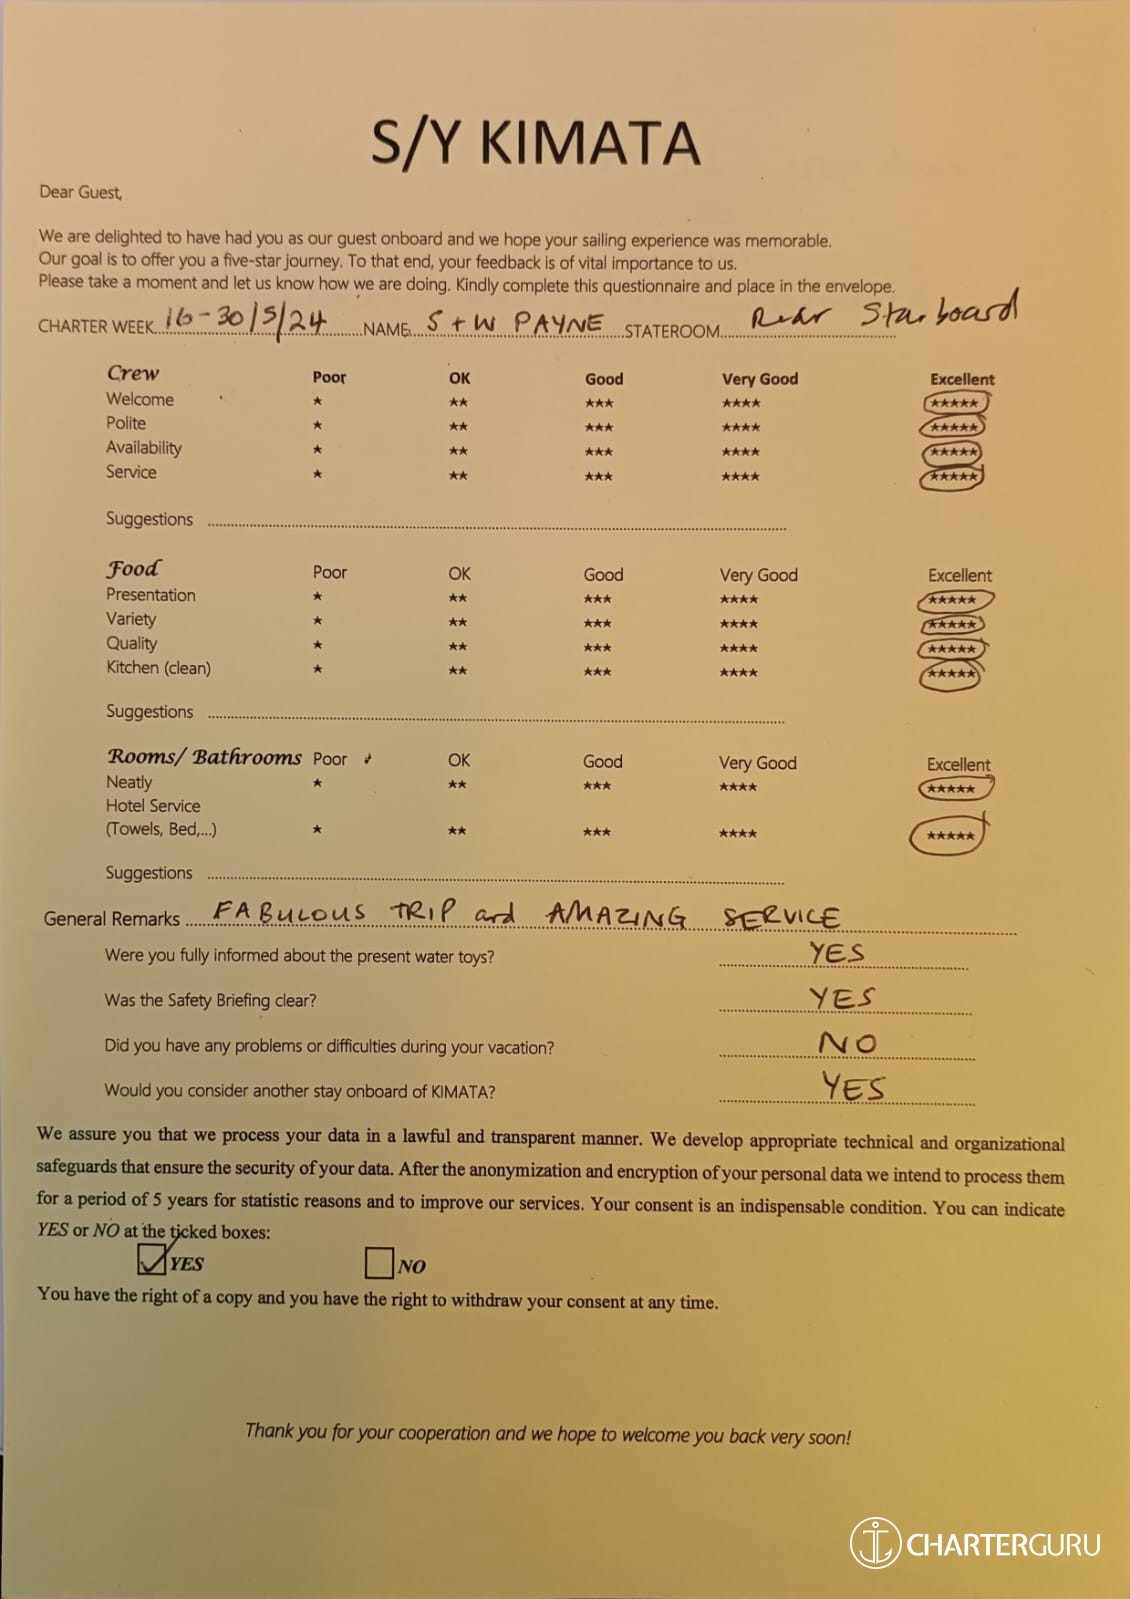 S/Y KIMATA
Dear Guest,
We are delighted to have had you as our guest onboard and we hope your sailing experience was memorable.
Our goal is to offer you a five-star journey. To that end, your feedback is of vital importance to us.
Please take a moment and let us know how we are doing. Kindly complete this questionnaire and place in the envelope.
CHARTER WEEK 16-30/5/24 NAME S + W PAYNE STATEROOM Rear Starboard
Crew Poor OK Good Very Good Excellent
Welcome ★ ★★ ★★★ ★★★★ ★★★★★
Polite ★ ★★ ★★★ ★★★★ ★★★★★
Availability ★ ★★ ★★★ ★★★★ ★★★★★
Service ★ ★★ ★★★ ★★★★ ★★★★★
Suggestions
Food Poor OK Good Very Good Excellent
Presentation ★ ★★ ★★★ ★★★★ ★★★★★
Variety ★ ★★ ★★★ ★★★★ ★★★★★
Quality ★ ★★ ★★★ ★★★★ ★★★★★
Kitchen (clean) ★ ★★ ★★★ ★★★★ ★★★★★
Suggestions
Rooms/ Bathrooms Poor OK Good Very Good Excellent
Neatly ★ ★★ ★★★ ★★★★ ★★★★★
Hotel Service
(Towels, Bed,...) ★ ★★ ★★★ ★★★★ ★★★★★
Suggestions
General Remarks FABULOUS TRIP and AMAZING SERVICE
Were you fully informed about the present water toys? YES
Was the Safety Briefing clear? YES
Did you have any problems or difficulties during your vacation? NO
Would you consider another stay onboard of KIMATA? YES
We assure you that we process your data in a lawful and transparent manner. We develop appropriate technical and organizational
safeguards that ensure the security of your data. After the anonymization and encryption of your personal data we intend to process them
for a period of 5 years for statistic reasons and to improve our services. Your consent is an indispensable condition. You can indicate
YES or NO at the ticked boxes:
YES NO
You have the right of a copy and you have the right to withdraw your consent at any time.
Thank you for your cooperation and we hope to welcome you back very soon!
CHARTERGURU